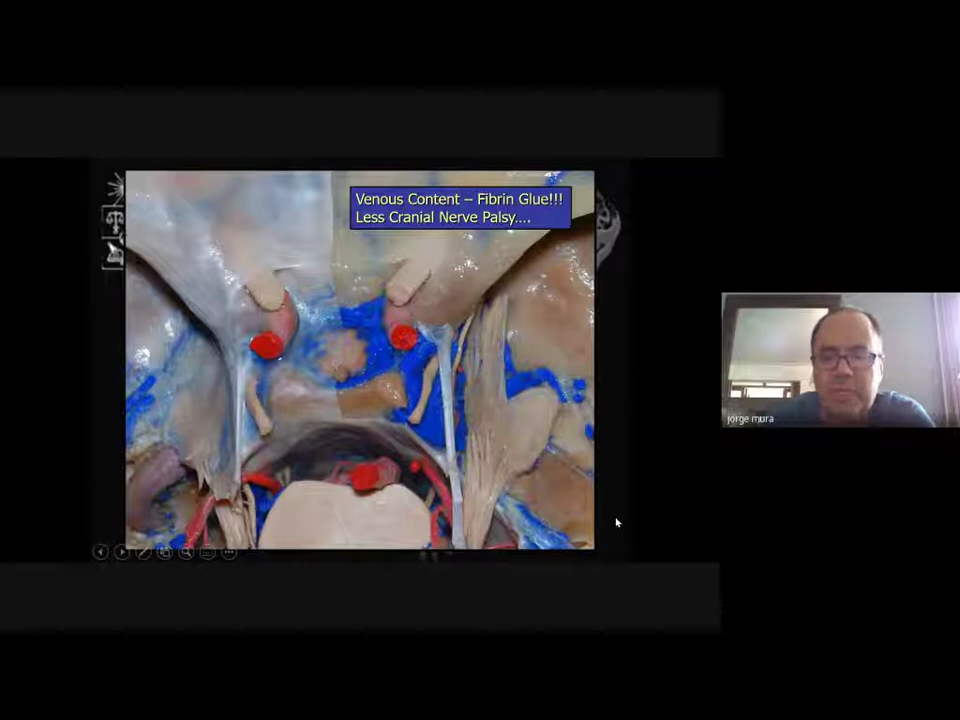 Venous Content – Fibrin Glue!!!
Less Cranial Nerve Palsy....
jorge mura